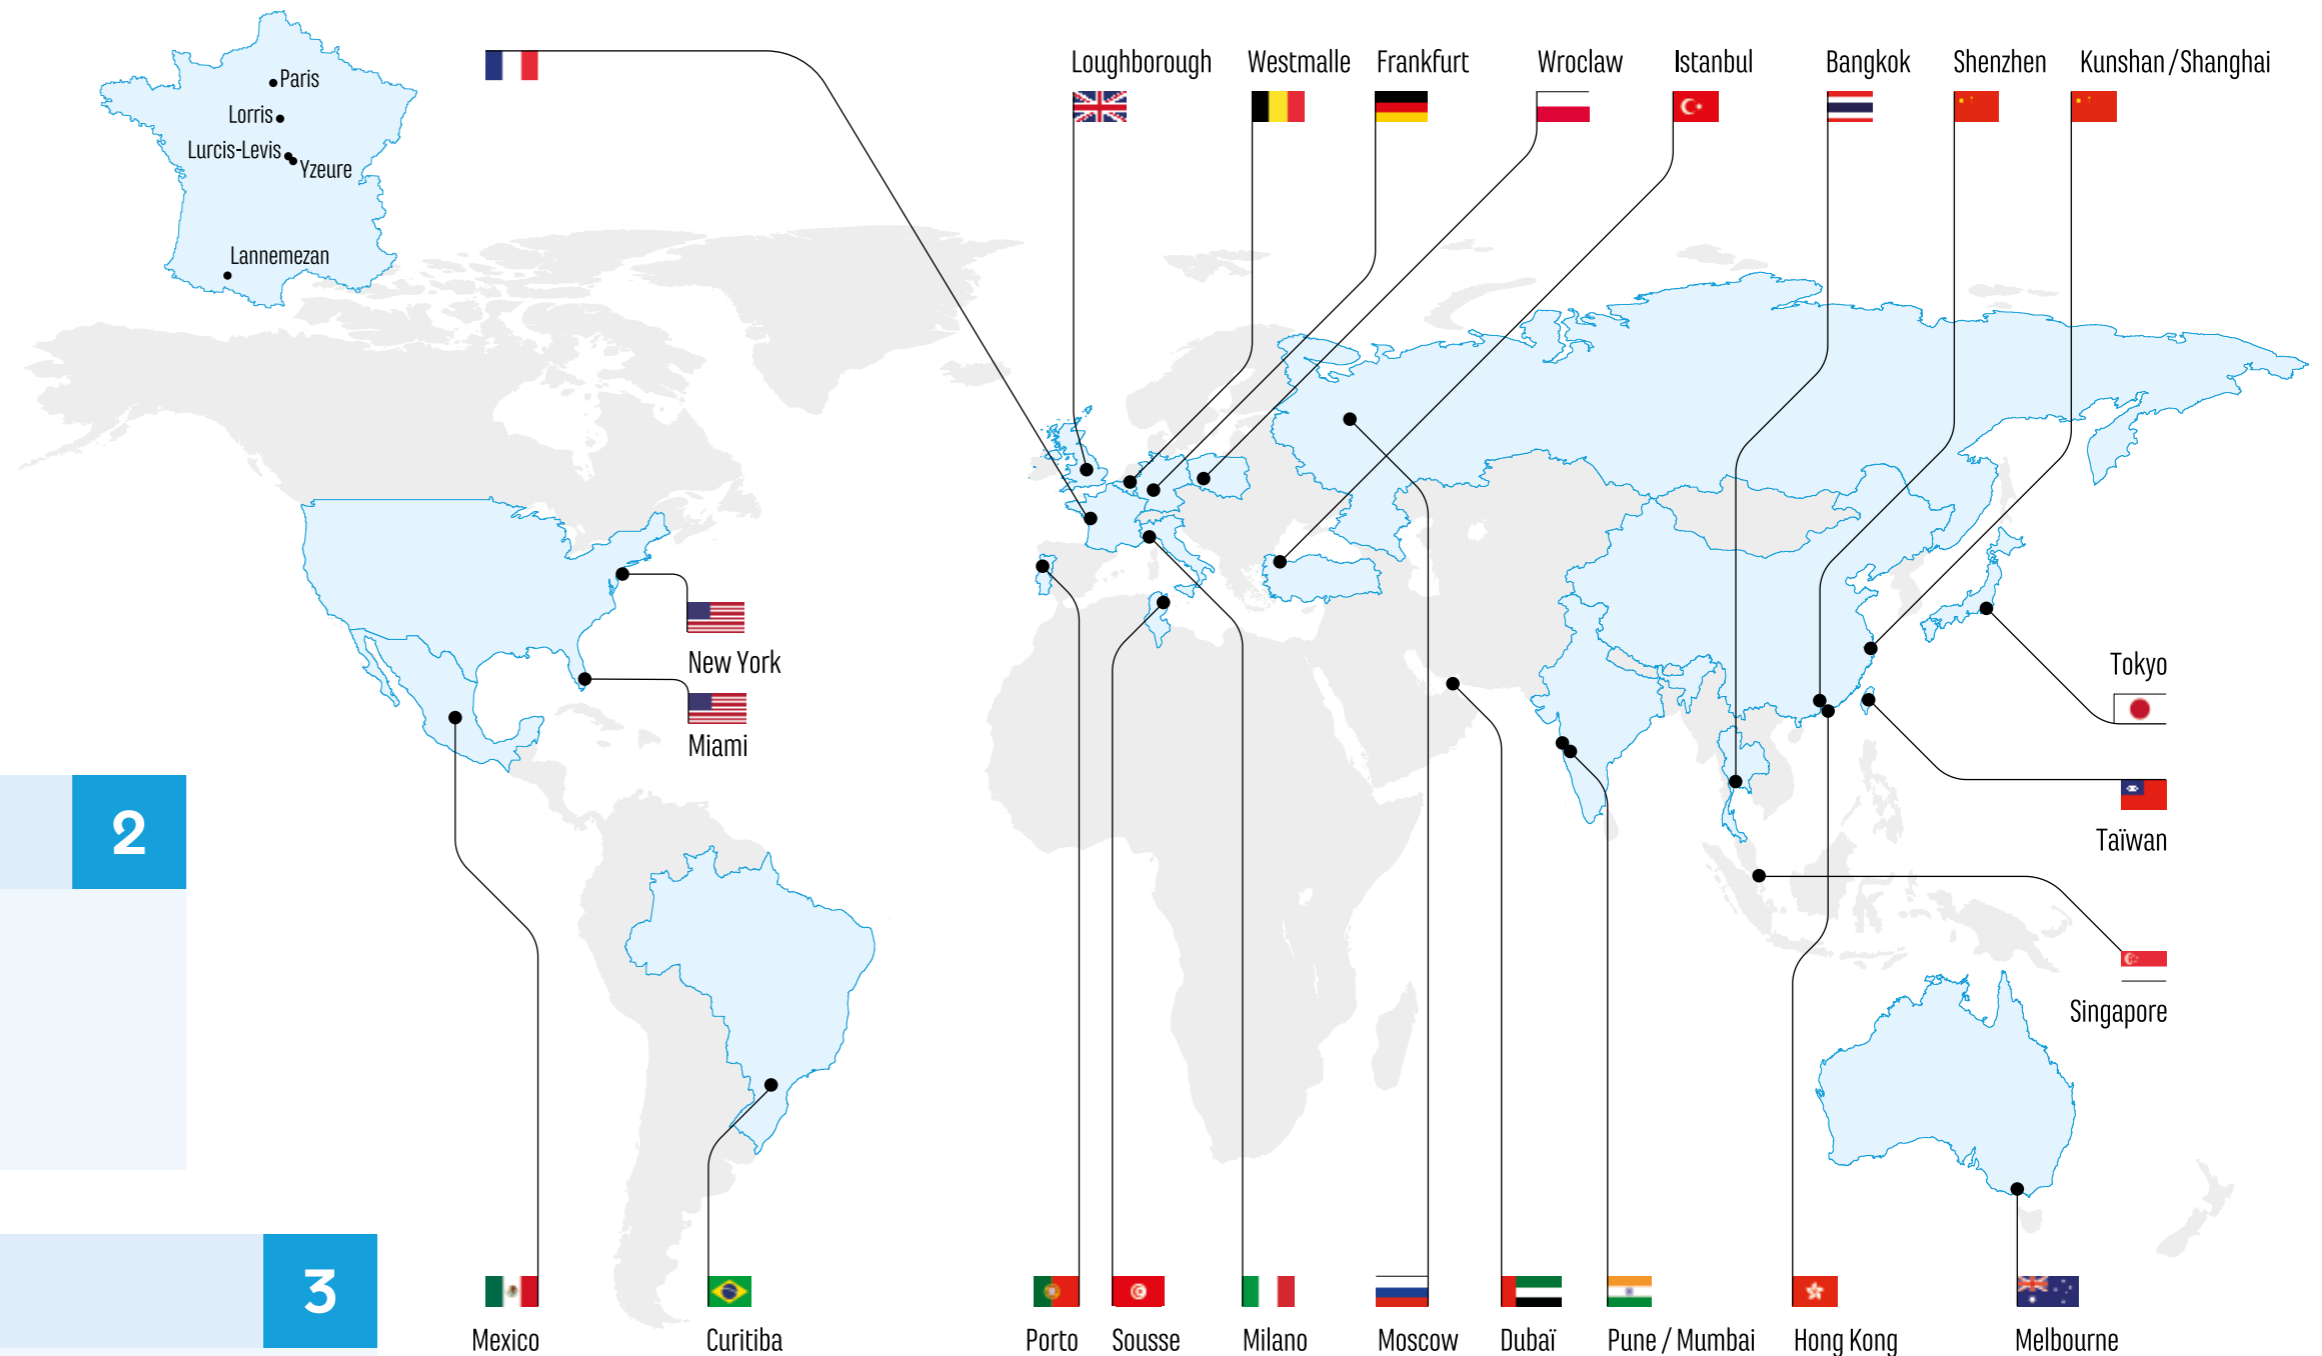 Paris
Lorris
Lurcis-Levis
Yzeure
Lannemezan
Loughborough
Westmalle
Frankfurt
Wroclaw
Istanbul
Bangkok
Shenzhen
Kunshan / Shanghai
New York
Miami
Tokyo
Taïwan
Singapore
2
3
Mexico
Curitiba
Porto
Sousse
Milano
Moscow
Dubaï
Pune / Mumbai
Hong Kong
Melbourne